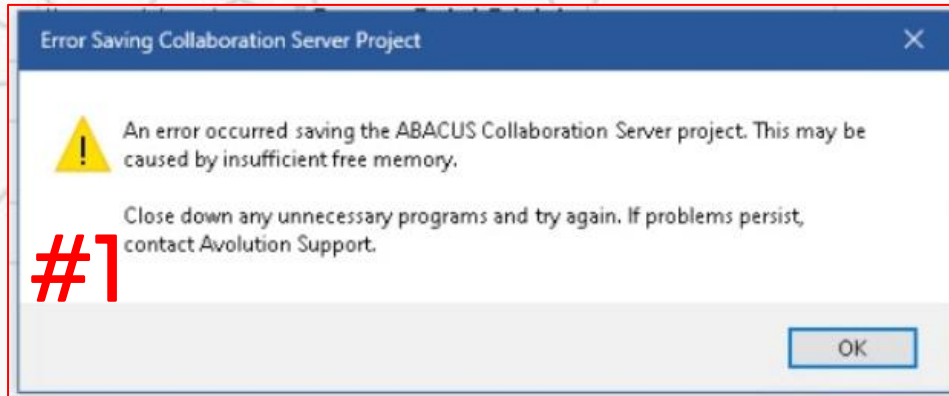 Error Saving Collaboration Server Project
An error occurred saving the ABACUS Collaboration Server project. This may be
caused by insufficient free memory.
Close down any unnecessary programs and try again. If problems persist,
contact Avolution Support.
#1
OK